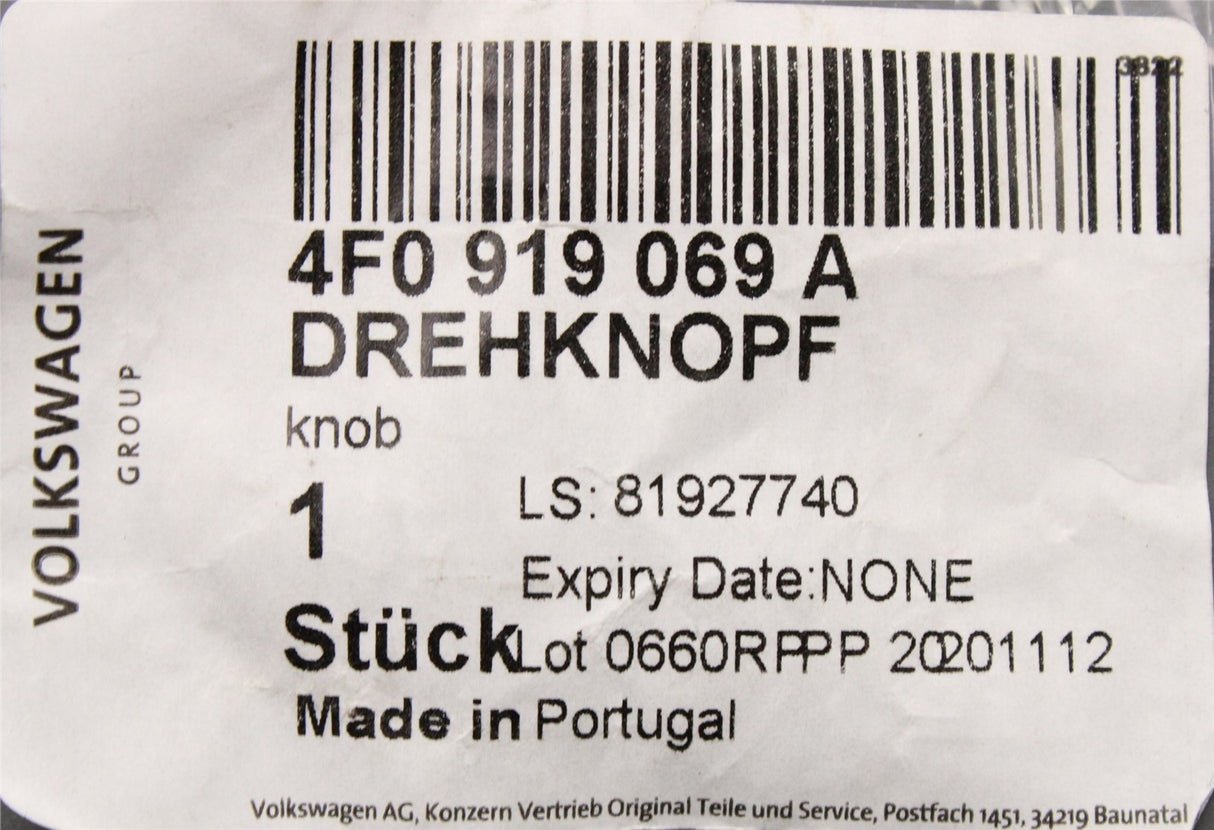 3822
4F0 919 069 A
DREHKNOPF
knob
1
LS: 81927740
Expiry Date:NONE
Stück
Lot 0660RPPP 20201112
Made in Portugal
VOLKSWAGEN
GROUP
Volkswagen AG, Konzern Vertrieb Original Teile und Service, Postfach 1451, 34219 Baunatal